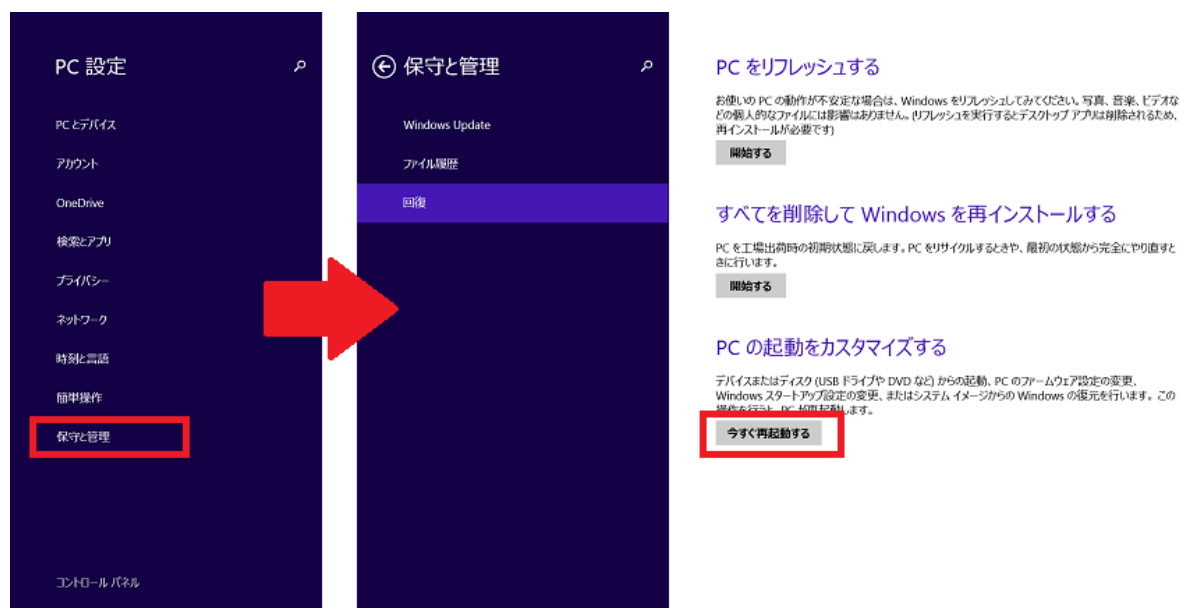 PC 設定
PC とデバイス
アカウント
OneDrive
検索とアプリ
プライバシー
ネットワーク
時刻と言語
簡単操作
保守と管理
コントロール パネル
保守と管理
Windows Update
ファイル履歴
回復
PC をリフレッシュする
お使いの PC の動作が不安定な場合は、Windows をリフレッシュしてみてください。写真、音楽、ビデオな
どの個人的なファイルには影響はありません。(リフレッシュを実行するとデスクトップ アプリは削除されるため、
再インストールが必要です)
開始する
すべてを削除して Windows を再インストールする
PC を工場出荷時の初期状態に戻します。PC をリサイクルするときや、最初の状態から完全にやり直すと
きに行います。
開始する
PC の起動をカスタマイズする
デバイスまたはディスク (USB ドライブや DVD など) からの起動、PC のファームウェア設定の変更、
Windows スタートアップ設定の変更、またはシステム イメージからの Windows の復元を行います。この
操作を行うと、PC が再起動します。
今すぐ再起動する